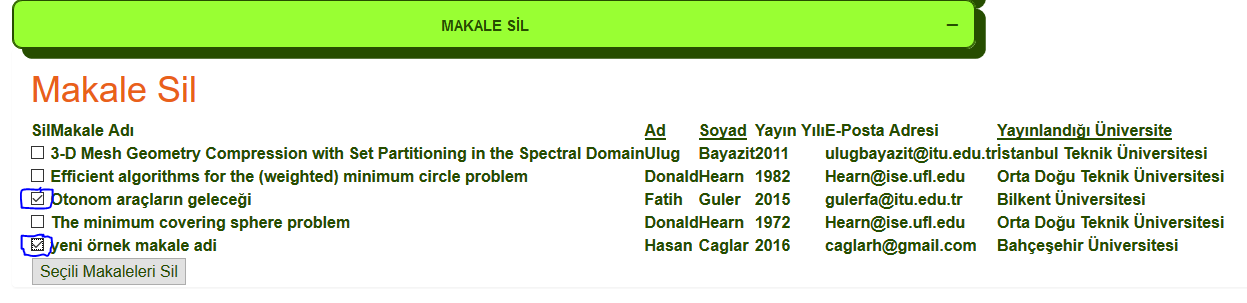 MAKALE SİL
Makale Sil
Sil Makale Adı Ad Soyad Yayın Yılı E-Posta Adresi Yayınlandığı Üniversite
3-D Mesh Geometry Compression with Set Partitioning in the Spectral Domain Ulug Bayazit 2011 ulugbayazit@itu.edu.tr İstanbul Teknik Üniversitesi
Efficient algorithms for the (weighted) minimum circle problem Donald Hearn 1982 Hearn@ise.ufl.edu Orta Doğu Teknik Üniversitesi
Otonom araçların geleceği Fatih Guler 2015 gulerfa@itu.edu.tr Bilkent Üniversitesi
The minimum covering sphere problem Donald Hearn 1972 Hearn@ise.ufl.edu Orta Doğu Teknik Üniversitesi
yeni örnek makale adi Hasan Caglar 2016 caglarh@gmail.com Bahçeşehir Üniversitesi
Seçili Makaleleri Sil